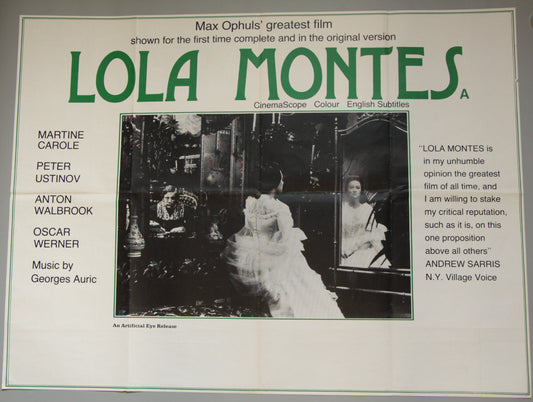 Max Ophuls' greatest film
shown for the first time complete and in the original version
LOLA MONTES A
CinemaScope Colour English Subtitles
MARTINE
CAROLE
PETER
USTINOV
ANTON
WALBROOK
OSCAR
WERNER
Music by
Georges Auric
"LOLA MONTES is
in my unhumble
opinion the greatest
film of all time, and
I am willing to stake
my critical reputation,
such as it is, on this
one proposition
above all others"
ANDREW SARRIS
N.Y. Village Voice
An Artificial Eye Release